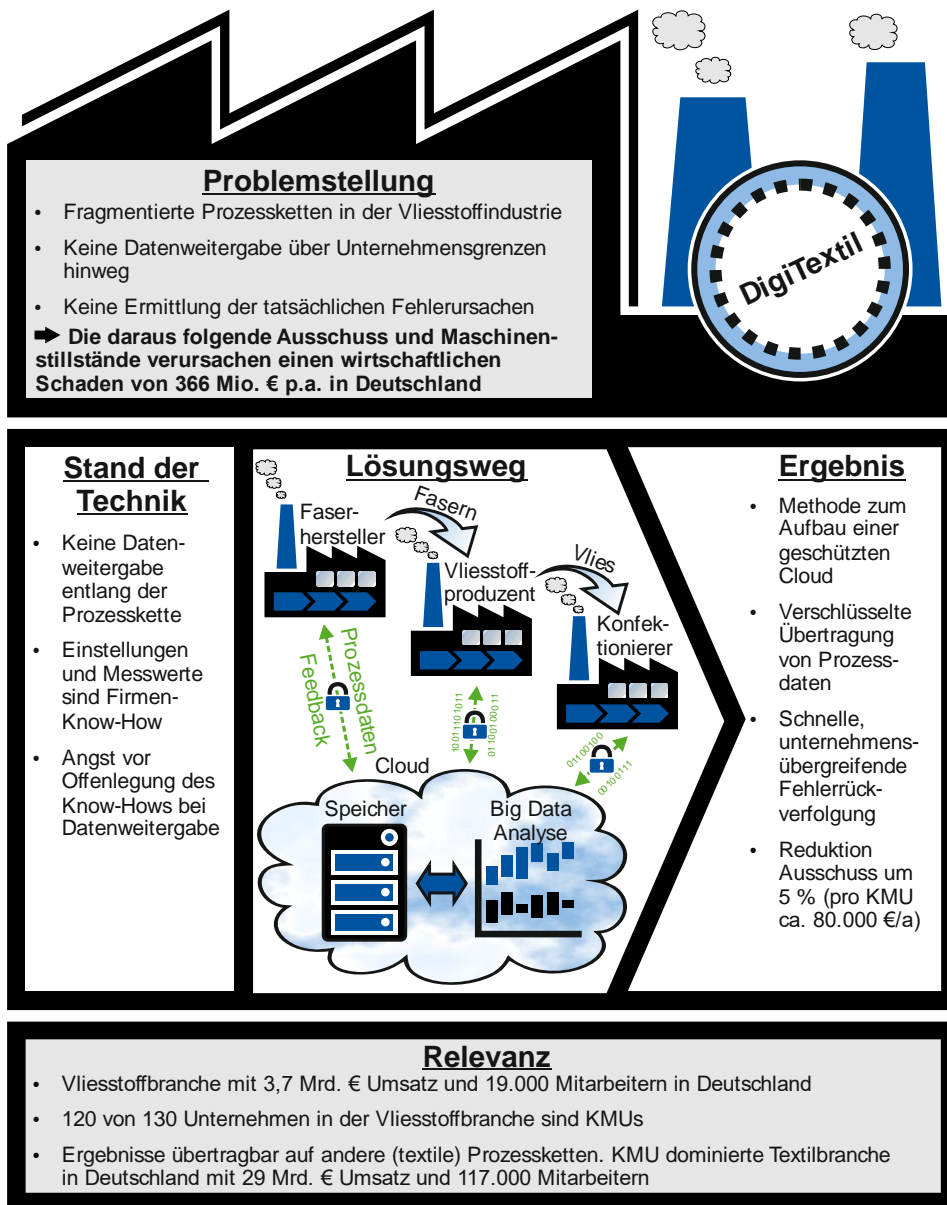 Problemstellung
• Fragmentierte Prozessketten in der Vliesstoffindustrie
• Keine Datenweitergabe über Unternehmensgrenzen
hinweg
• Keine Ermittlung der tatsächlichen Fehlerursachen
➡ Die daraus folgende Ausschuss und Maschinen-
stillstände verursachen einen wirtschaftlichen
Schaden von 366 Mio. € p.a. in Deutschland
DigiTextil
Stand der
Technik
• Keine Daten-
weitergabe
entlang der
Prozesskette
• Einstellungen
und Messwerte
sind Firmen-
Know-How
• Angst vor
Offenlegung des
Know-Hows bei
Datenweitergabe
Lösungsweg
Faser-
hersteller
Fasern
Vliesstoff-
produzent
Vlies
Konfek-
tionierer
Prozessdaten
Feedback
10011101011
01100100011
01100100
00100111
Cloud
Speicher
Big Data
Analyse
Ergebnis
• Methode zum
Aufbau einer
geschützten
Cloud
• Verschlüsselte
Übertragung
von Prozess-
daten
• Schnelle,
unternehmens-
übergreifende
Fehlerrück-
verfolgung
• Reduktion
Ausschuss um
5 % (pro KMU
ca. 80.000 €/a)
Relevanz
• Vliesstoffbranche mit 3,7 Mrd. € Umsatz und 19.000 Mitarbeitern in Deutschland
• 120 von 130 Unternehmen in der Vliesstoffbranche sind KMUs
• Ergebnisse übertragbar auf andere (textile) Prozessketten. KMU dominierte Textilbranche
in Deutschland mit 29 Mrd. € Umsatz und 117.000 Mitarbeitern